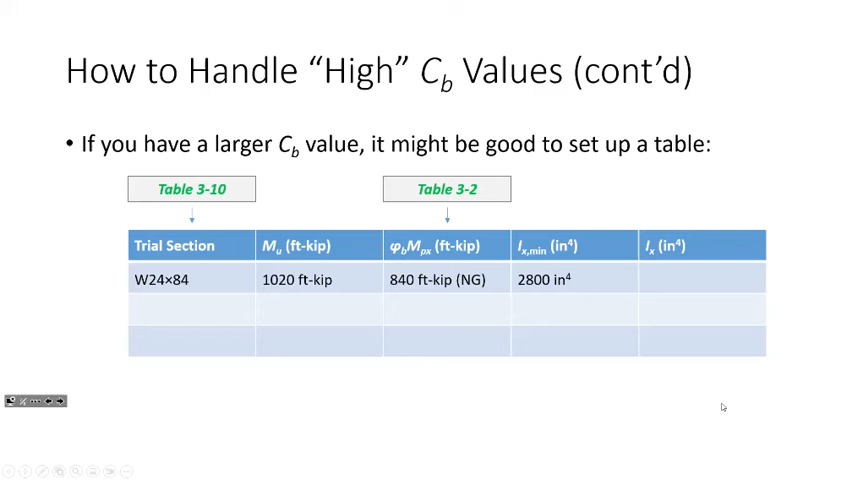 How to Handle “High” Cb Values (cont’d)
• If you have a larger Cb value, it might be good to set up a table:
Table 3-10 Table 3-2
Trial Section Mu (ft-kip) φbMpx (ft-kip) Ix,min (in⁴) Ix (in⁴)
W24×84 1020 ft-kip 840 ft-kip (NG) 2800 in⁴